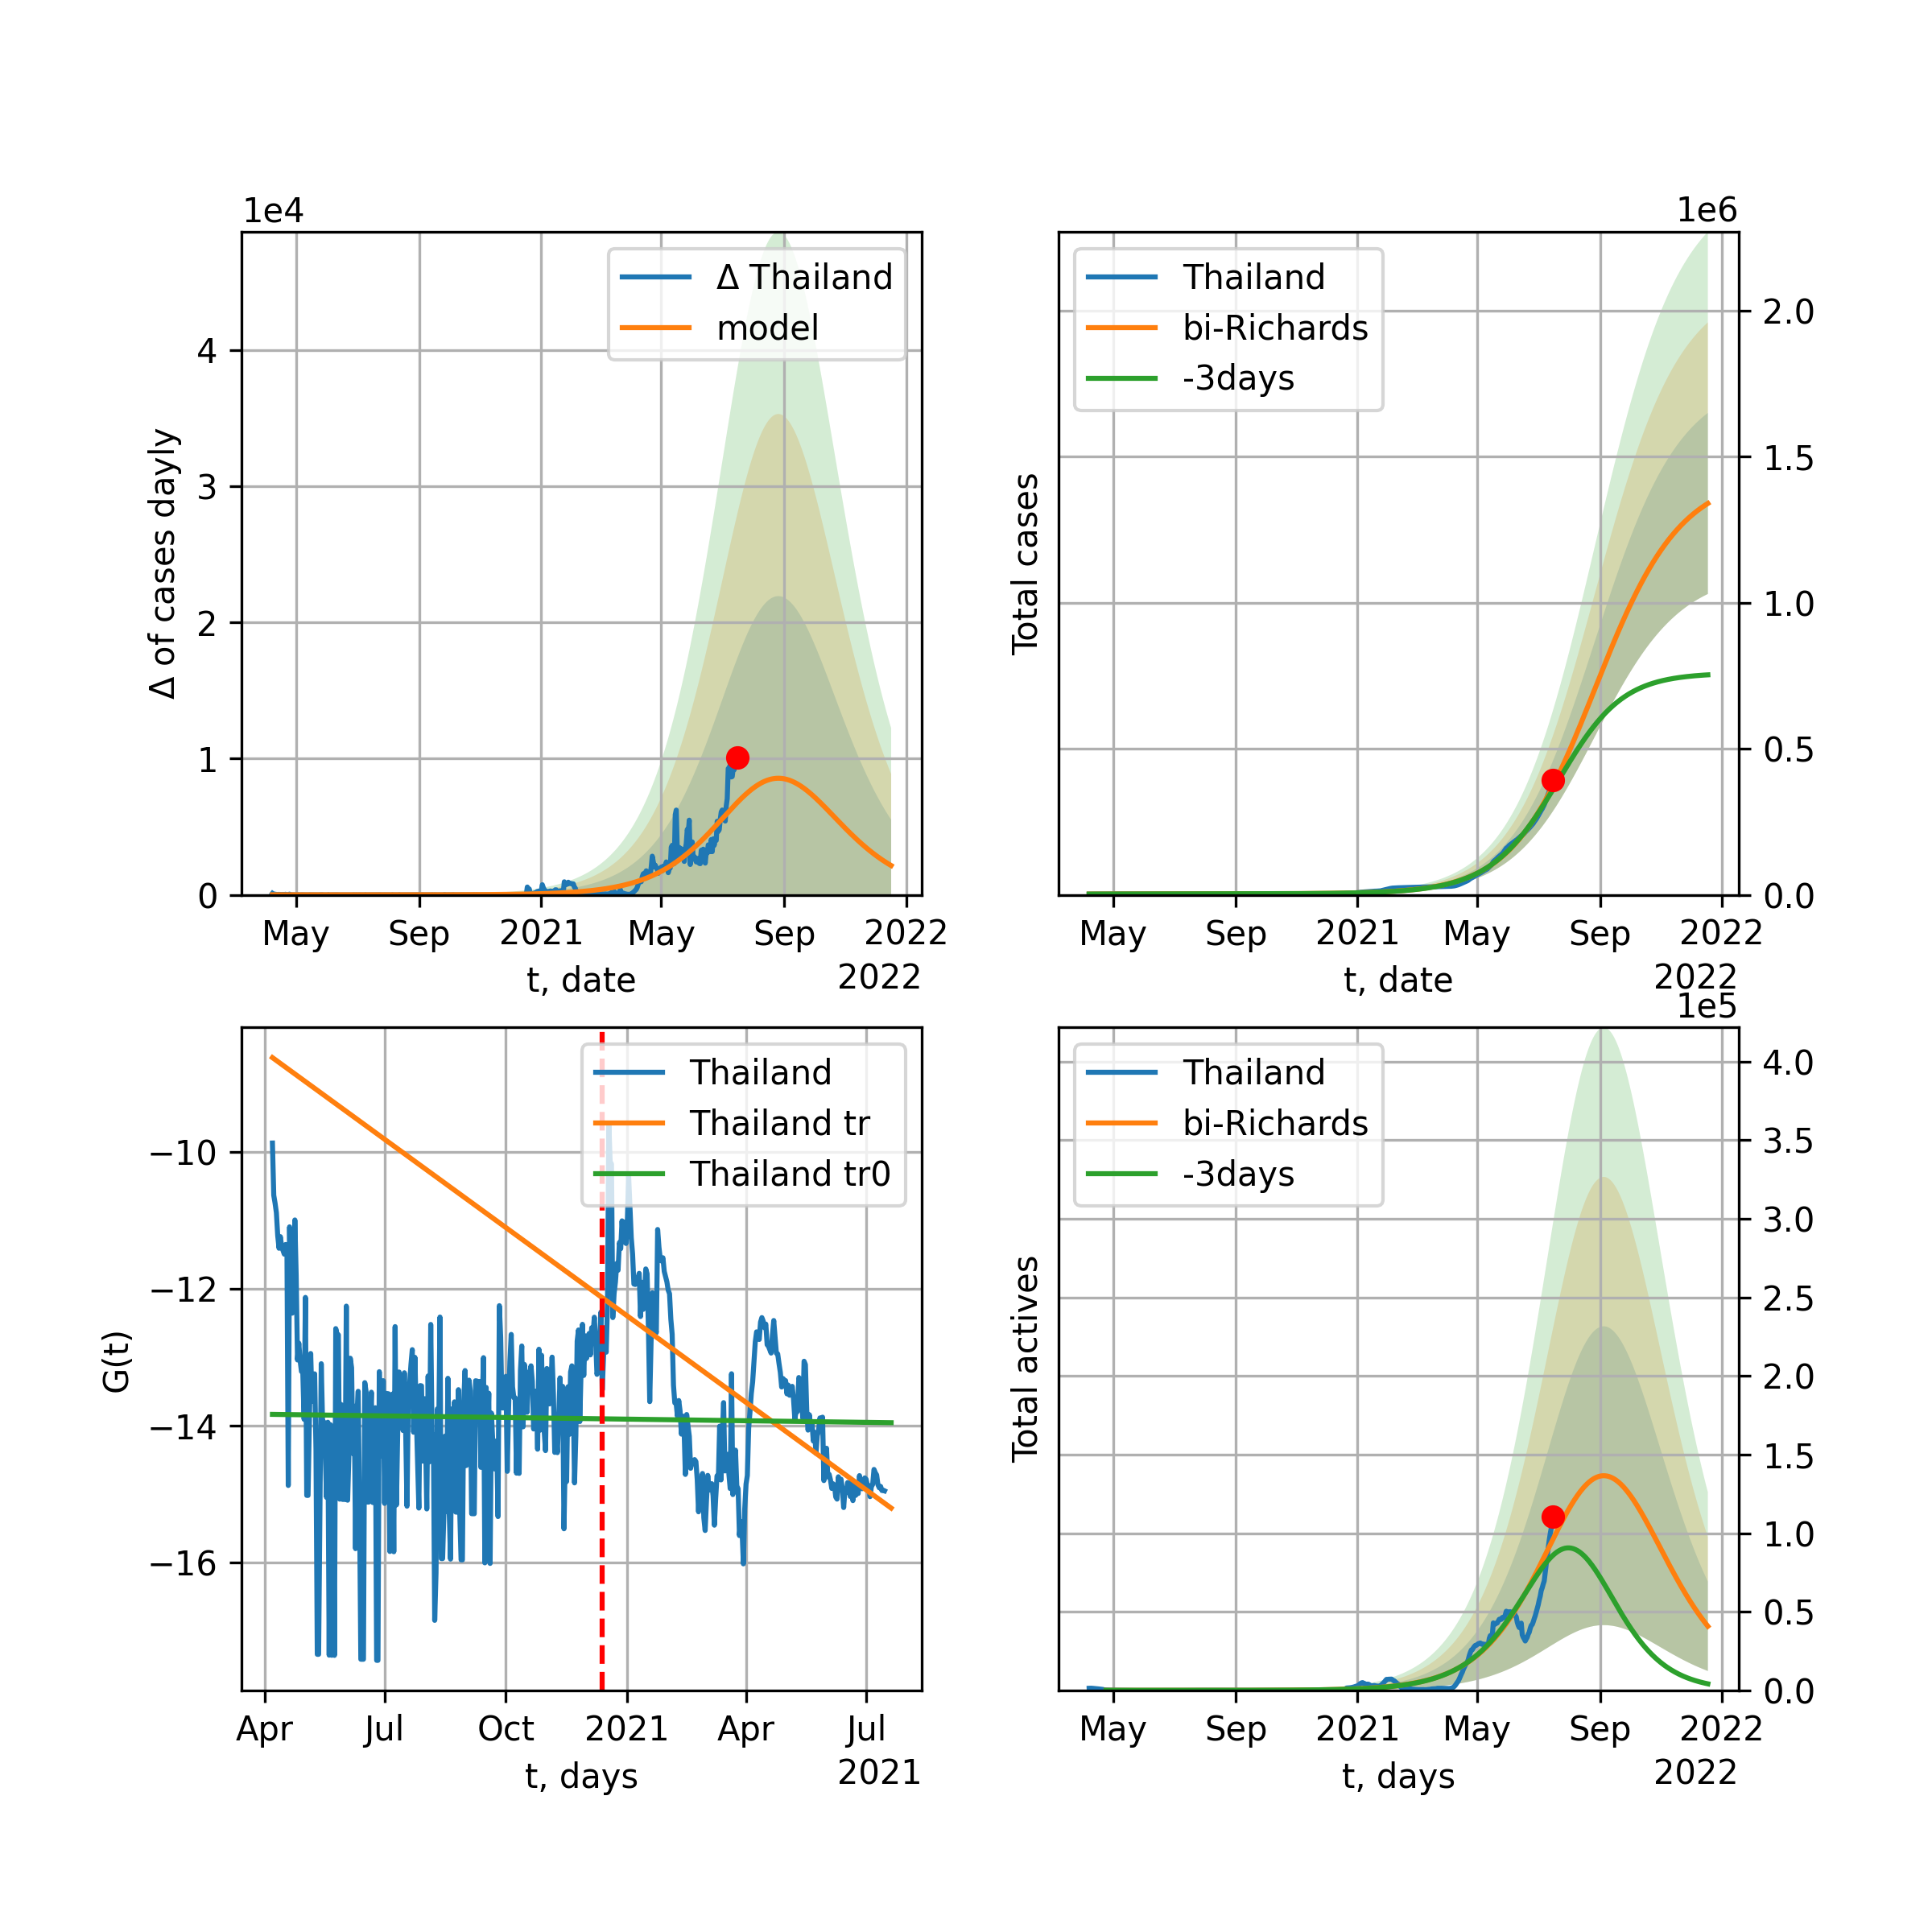 1e4
Δ Thailand
model
4
3
2
1
0
Δ of cases dayly
May Sep 2021 May Sep 2022
t, date
2022
1e6
Thailand
bi-Richards
-3days
2.0
1.5
1.0
0.5
0.0
Total cases
May Sep 2021 May Sep 2022
t, date
2022
Thailand
Thailand tr
Thailand tr0
−10
−12
−14
−16
G(t)
Apr Jul Oct 2021 Apr Jul
t, days
2021
1e5
Thailand
bi-Richards
-3days
4.0
3.5
3.0
2.5
2.0
1.5
1.0
0.5
0.0
Total actives
May Sep 2021 May Sep 2022
t, days
2022